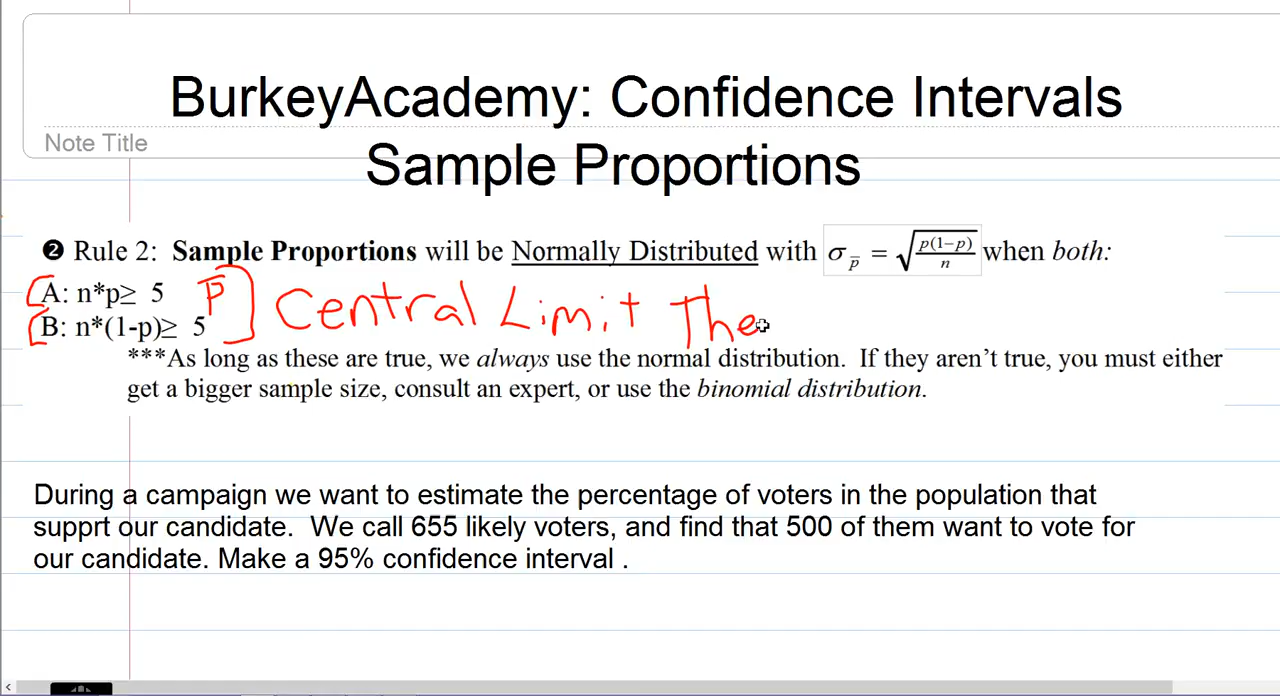 BurkeyAcademy: Confidence Intervals
Note Title
Sample Proportions
❷ Rule 2: Sample Proportions will be Normally Distributed with σp̄ = √(p(1−p)/n) when both:
A: n*p≥ 5
p̄
Central Limit The
B: n*(1-p)≥ 5
***As long as these are true, we always use the normal distribution. If they aren't true, you must either
get a bigger sample size, consult an expert, or use the binomial distribution.
During a campaign we want to estimate the percentage of voters in the population that
supprt our candidate. We call 655 likely voters, and find that 500 of them want to vote for
our candidate. Make a 95% confidence interval .